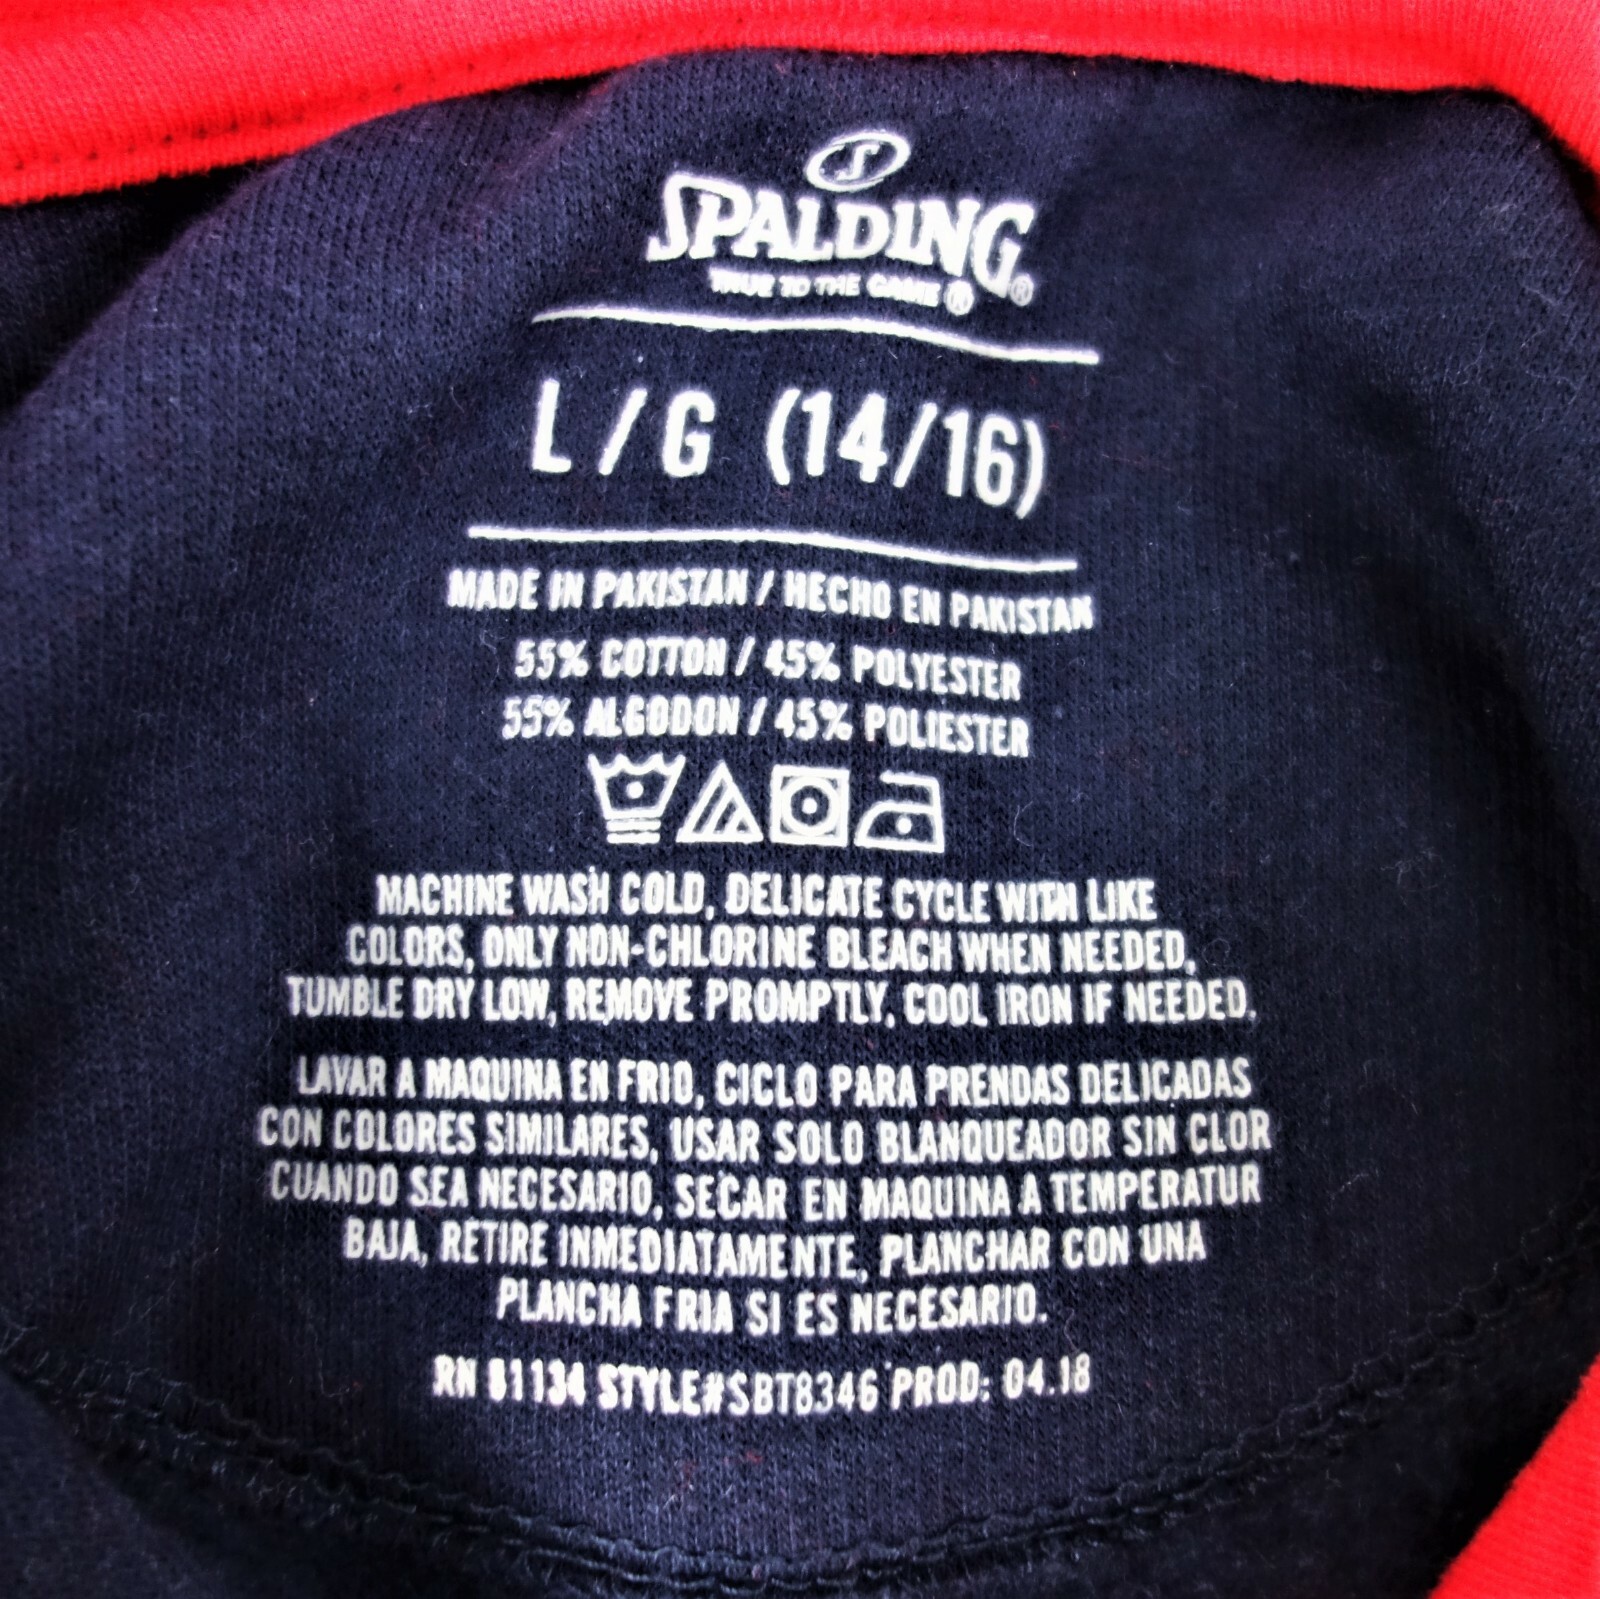 S
SPALDING®
TRUE TO THE GAME®
L / G (14/16)
MADE IN PAKISTAN / HECHO EN PAKISTAN
55% COTTON / 45% POLYESTER
55% ALGODON / 45% POLIESTER
MACHINE WASH COLD, DELICATE CYCLE WITH LIKE
COLORS, ONLY NON-CHLORINE BLEACH WHEN NEEDED,
TUMBLE DRY LOW, REMOVE PROMPTLY, COOL IRON IF NEEDED.
LAVAR A MAQUINA EN FRIO, CICLO PARA PRENDAS DELICADAS
CON COLORES SIMILARES, USAR SOLO BLANQUEADOR SIN CLOR
CUANDO SEA NECESARIO, SECAR EN MAQUINA A TEMPERATUR
BAJA, RETIRE INMEDIATAMENTE, PLANCHAR CON UNA
PLANCHA FRIA SI ES NECESARIO.
RN 81134 STYLE#SBT8346 PROD: 04.18